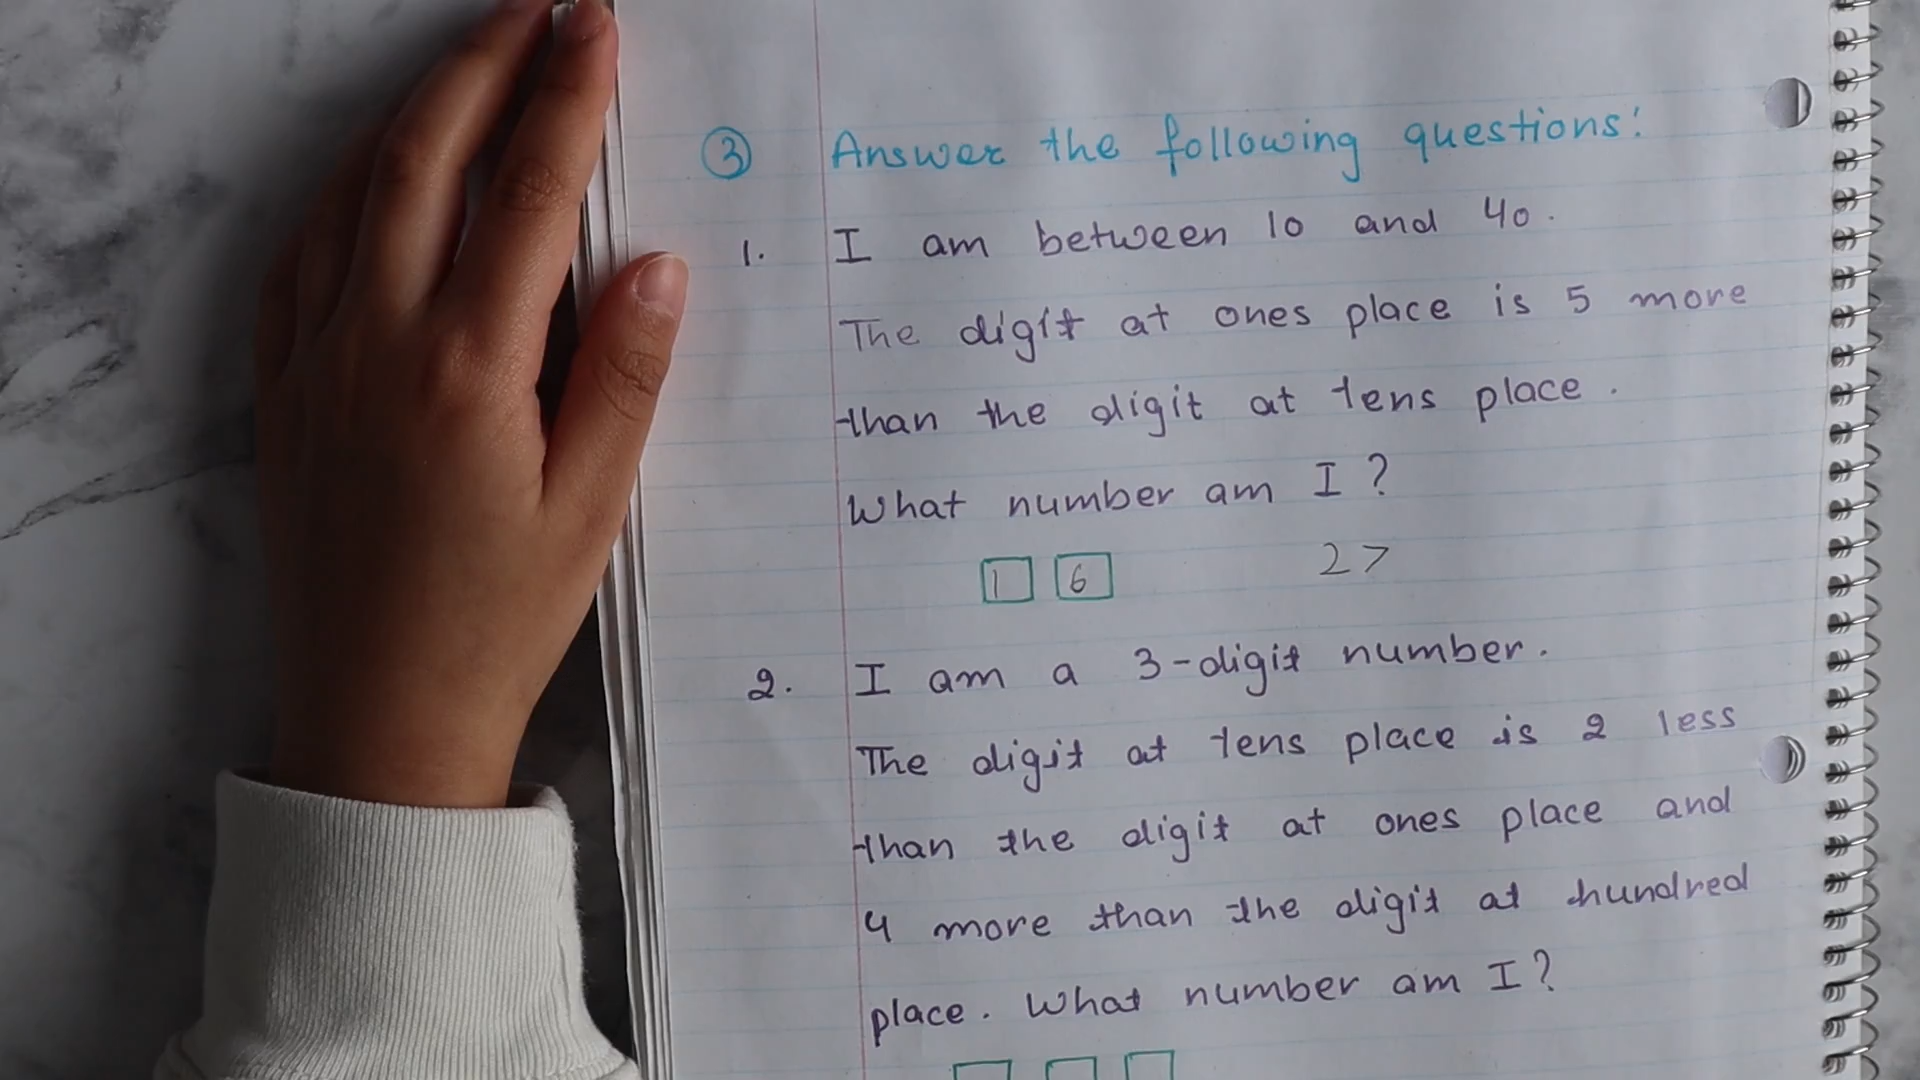 3 Answer the following questions:
1. I am between 10 and 40.
The digit at ones place is 5 more
than the digit at tens place.
What number am I?
1 6 27
2. I am a 3-digit number.
The digit at tens place is 2 less
than the digit at ones place and
4 more than the digit at hundred
place. What number am I?